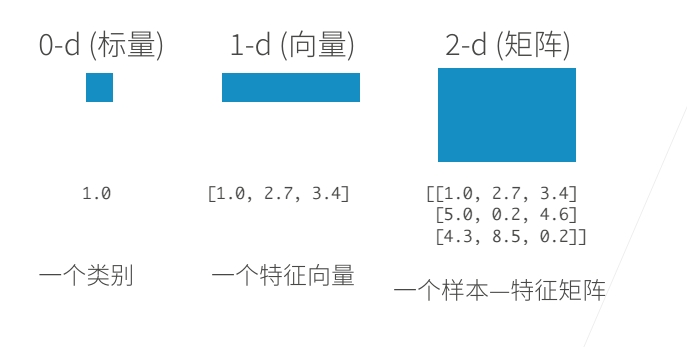 0-d (标量)
1-d (向量)
2-d (矩阵)
1.0
[1.0, 2.7, 3.4]
[[1.0, 2.7, 3.4]
[5.0, 0.2, 4.6]
[4.3, 8.5, 0.2]]
一个类别
一个特征向量
一个样本—特征矩阵